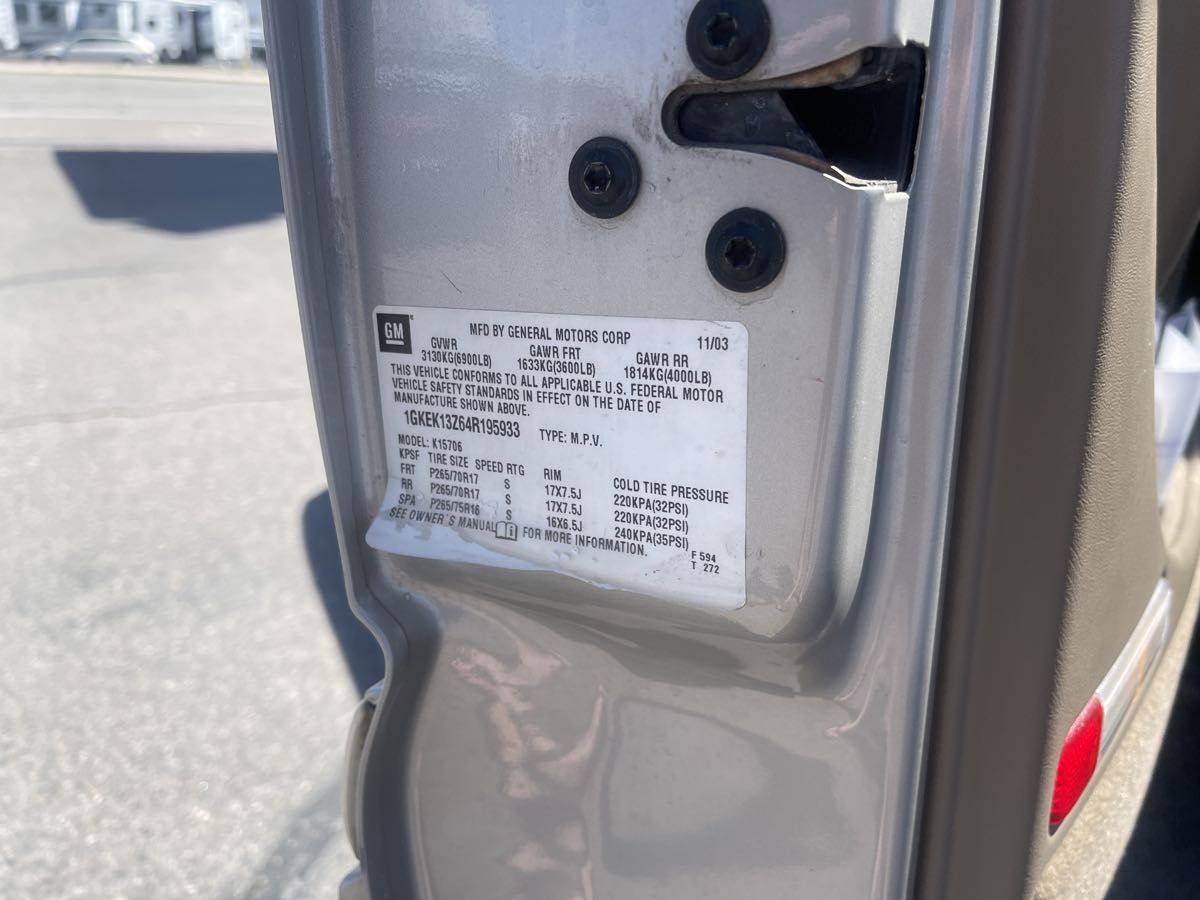 GM ® MFD BY GENERAL MOTORS CORP 11/03
GVWR GAWR FRT GAWR RR
3130KG(6900LB) 1633KG(3600LB) 1814KG(4000LB)
THIS VEHICLE CONFORMS TO ALL APPLICABLE U.S. FEDERAL MOTOR
VEHICLE SAFETY STANDARDS IN EFFECT ON THE DATE OF
MANUFACTURE SHOWN ABOVE.
1GKEK13Z64R195933 TYPE: M.P.V.
MODEL: K15706
KPSF TIRE SIZE SPEED RTG RIM COLD TIRE PRESSURE
FRT P265/70R17 S 17X7.5J 220KPA(32PSI)
RR P265/70R17 S 17X7.5J 220KPA(32PSI)
SPA P265/75R16 S 16X6.5J 240KPA(35PSI)
SEE OWNER'S MANUAL FOR MORE INFORMATION.
F 594
T 272